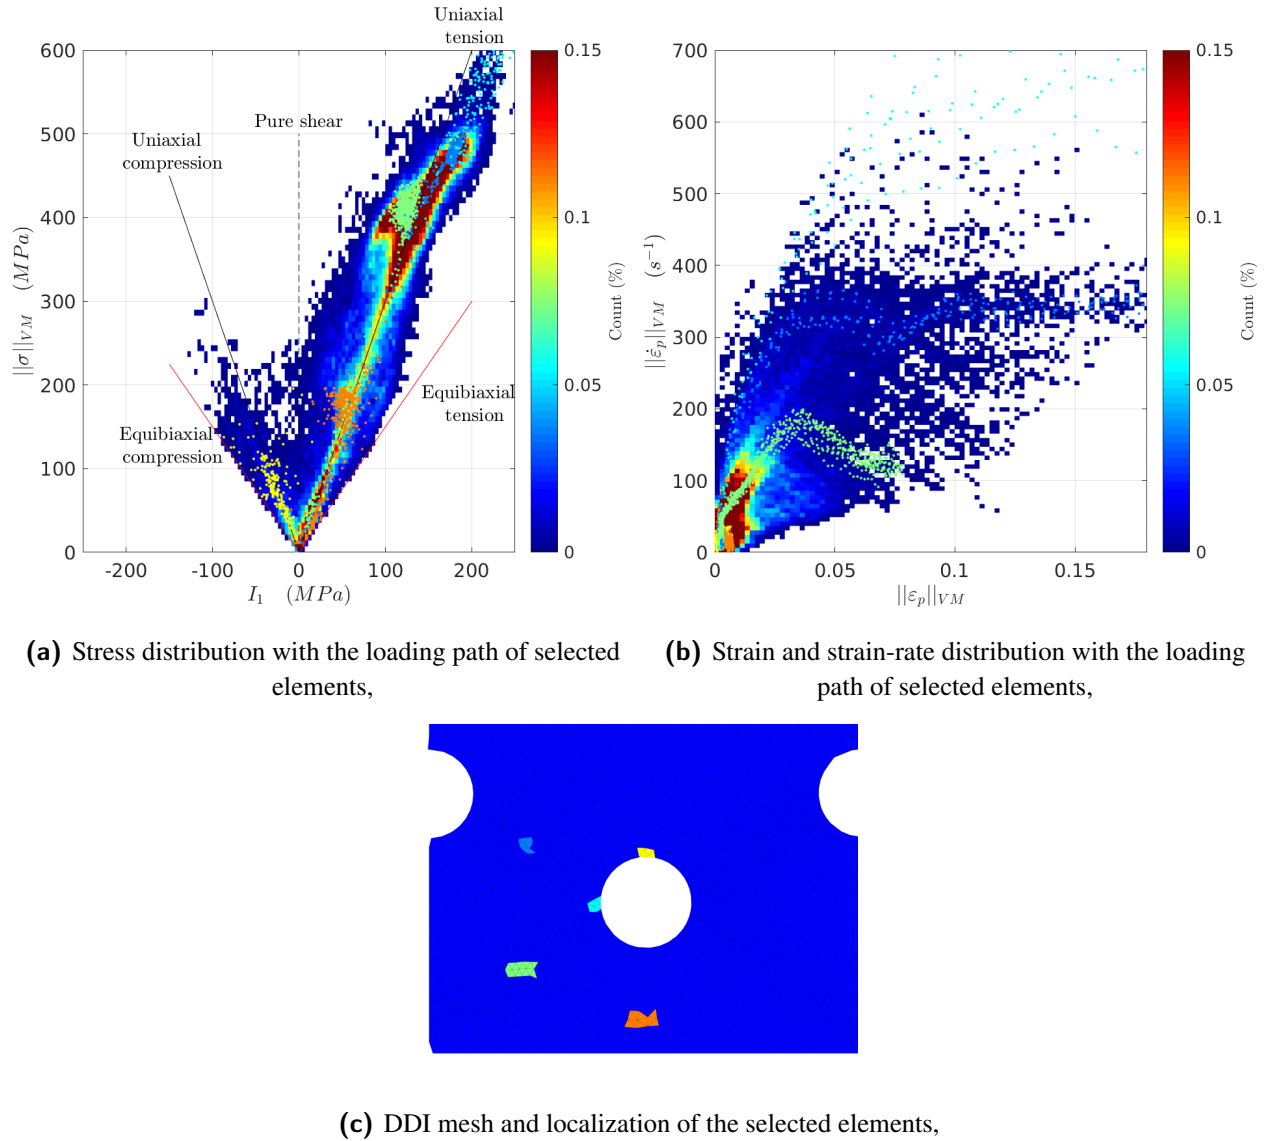 Uniaxial
tension
600
500
400
300
200
100
0
||σ||VM (MPa)
Uniaxial
compression
Pure shear
Equibiaxial
compression
Equibiaxial
tension
-200 -100 0 100 200
I1 (MPa)
0.15
0.1
0.05
0
Count (%)
700
600
500
400
300
200
100
0
||ε̇p||VM (s−1)
0 0.05 0.1 0.15
||εp||VM
0.15
0.1
0.05
0
Count (%)
(a) Stress distribution with the loading path of selected
elements,
(b) Strain and strain-rate distribution with the loading
path of selected elements,
(c) DDI mesh and localization of the selected elements,